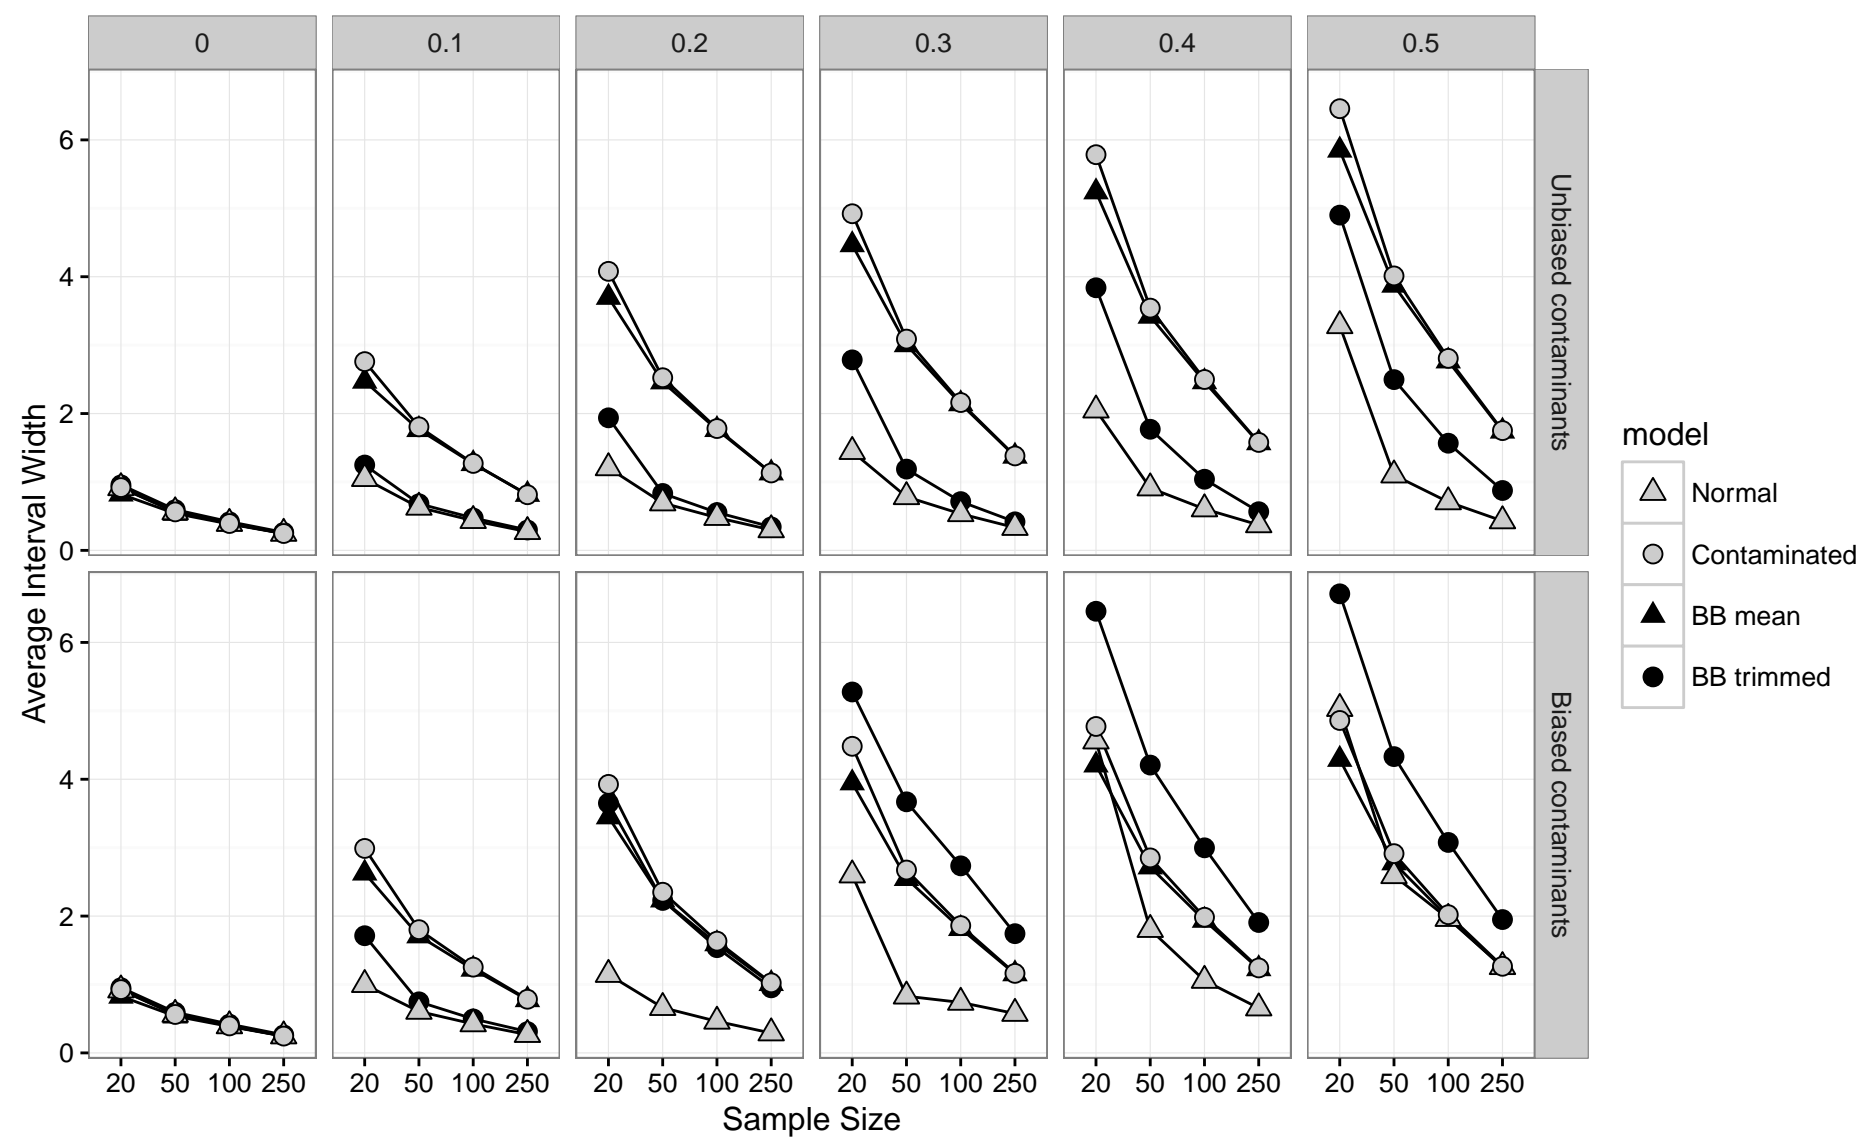 0 0.1 0.2 0.3 0.4 0.5
6
4
2
0
Unbiased contaminants
6
4
2
0
Biased contaminants
Average Interval Width
20 50 100 250 20 50 100 250 20 50 100 250 20 50 100 250 20 50 100 250 20 50 100 250
Sample Size
model
Normal
Contaminated
BB mean
BB trimmed